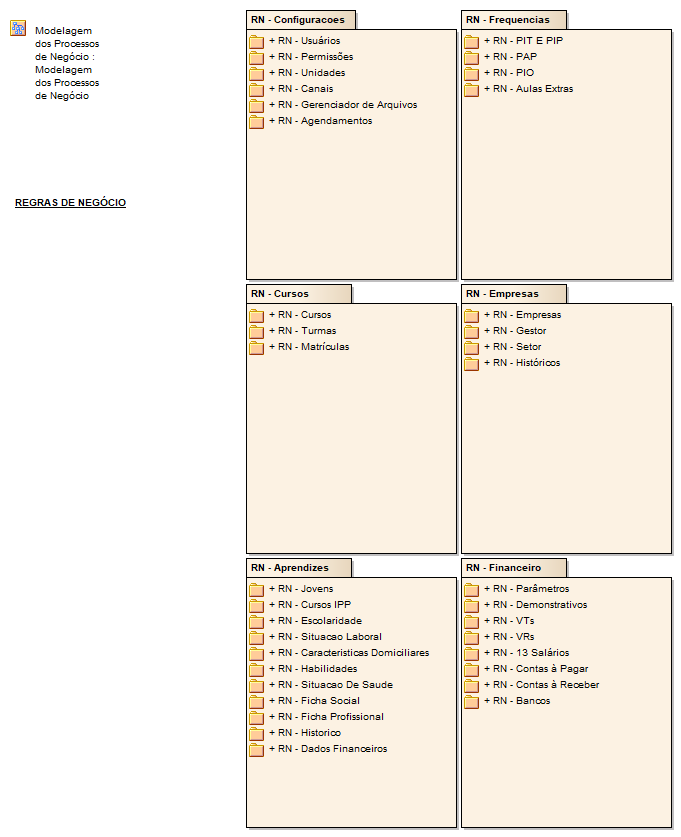 Modelagem
dos Processos
de Negócio :
Modelagem
dos Processos
de Negócio
REGRAS DE NEGÓCIO
RN - Configuracoes
+ RN - Usuários
+ RN - Permissões
+ RN - Unidades
+ RN - Canais
+ RN - Gerenciador de Arquivos
+ RN - Agendamentos
RN - Frequencias
+ RN - PIT E PIP
+ RN - PAP
+ RN - PIO
+ RN - Aulas Extras
RN - Cursos
+ RN - Cursos
+ RN - Turmas
+ RN - Matrículas
RN - Empresas
+ RN - Empresas
+ RN - Gestor
+ RN - Setor
+ RN - Históricos
RN - Aprendizes
+ RN - Jovens
+ RN - Cursos IPP
+ RN - Escolaridade
+ RN - Situacao Laboral
+ RN - Caracteristicas Domiciliares
+ RN - Habilidades
+ RN - Situacao De Saude
+ RN - Ficha Social
+ RN - Ficha Profissional
+ RN - Historico
+ RN - Dados Financeiros
RN - Financeiro
+ RN - Parâmetros
+ RN - Demonstrativos
+ RN - VTs
+ RN - VRs
+ RN - 13 Salários
+ RN - Contas à Pagar
+ RN - Contas à Receber
+ RN - Bancos